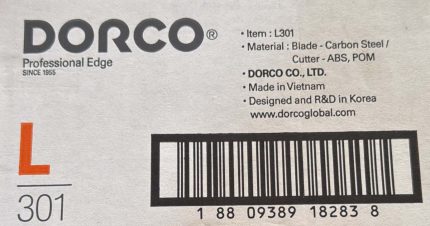 DORCO®
Professional Edge
SINCE 1955
• Item : L301
• Material : Blade - Carbon Steel /
Cutter - ABS, POM
• DORCO CO., LTD.
• Made in Vietnam
• Designed and R&D in Korea
www.dorcoglobal.com
L
301
1 88 09389 18283 8